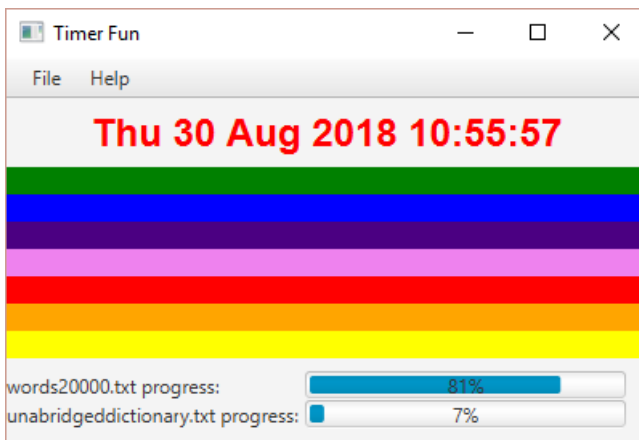 Timer Fun
File Help
Thu 30 Aug 2018 10:55:57
words20000.txt progress: 81%
unabridgeddictionary.txt progress: 7%